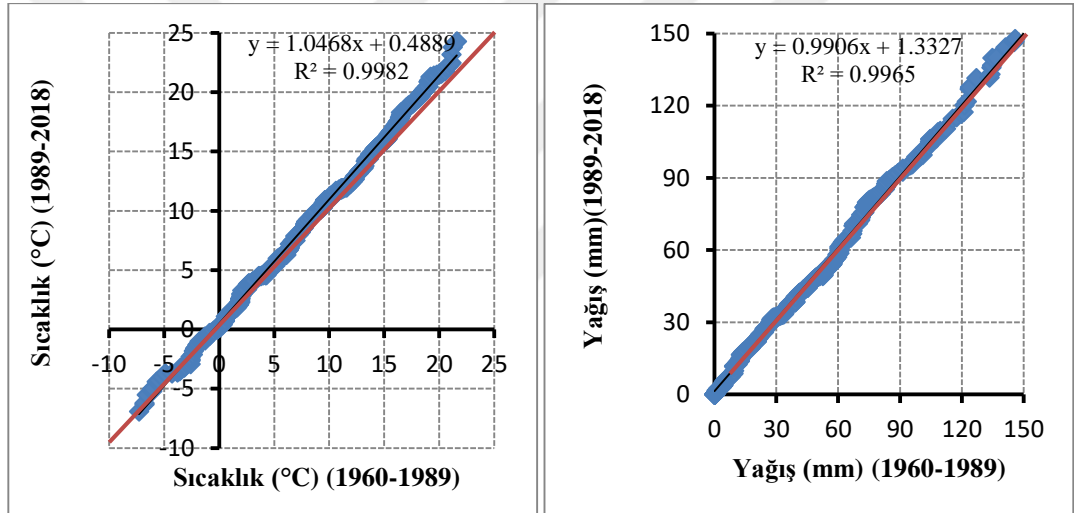 y = 1.0468x + 0.4889
R² = 0.9982
25
20
15
10
5
0
-5
-10
-10 -5 0 5 10 15 20 25
Sıcaklık (°C) (1989-2018)
Sıcaklık (°C) (1960-1989)
y = 0.9906x + 1.3327
R² = 0.9965
150
120
90
60
30
0
0 30 60 90 120 150
Yağış (mm)(1989-2018)
Yağış (mm) (1960-1989)